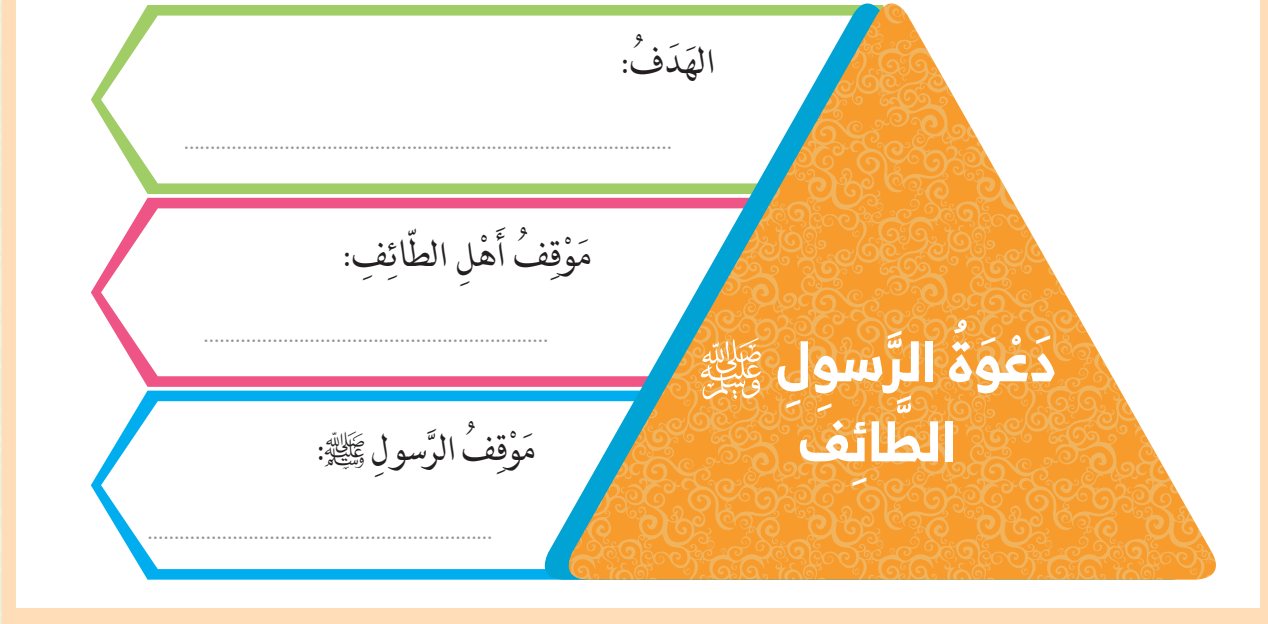 الهَدَفُ:
مَوْقِفُ أَهْلِ الطّائِفِ:
مَوْقِفُ الرَّسولِ ﷺ:
دَعْوَةُ الرَّسولِ ﷺ
الطَّائِفَ